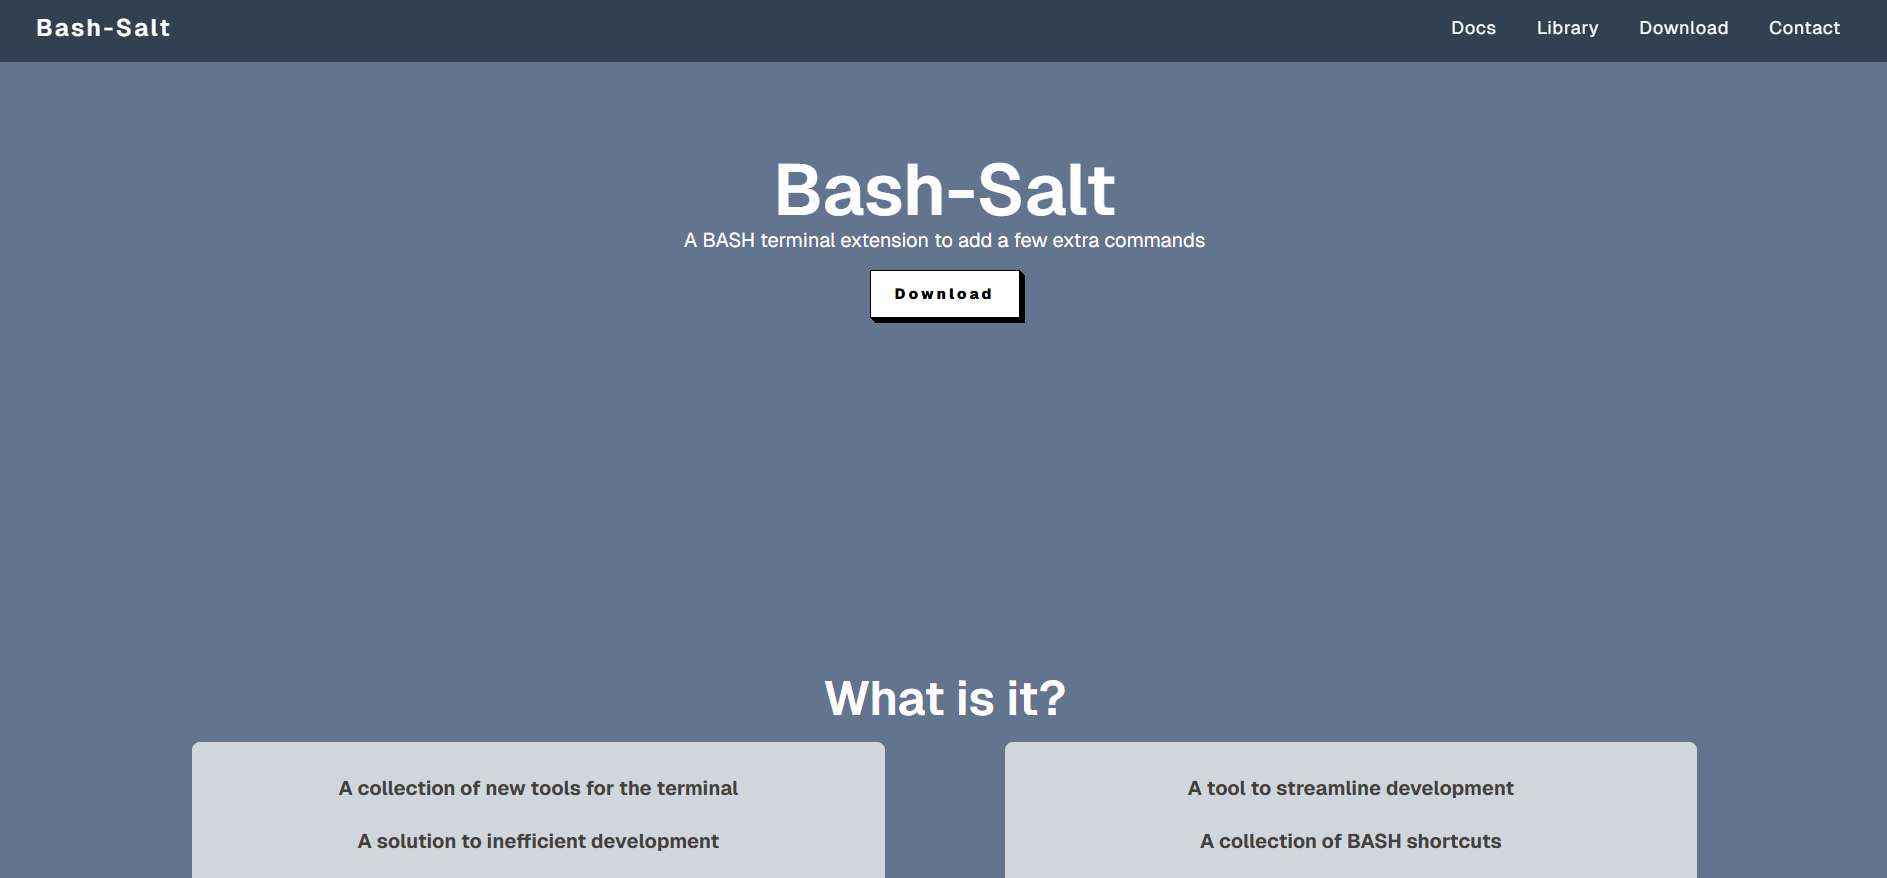 Bash-Salt
Docs Library Download Contact
Bash-Salt
A BASH terminal extension to add a few extra commands
Download
What is it?
A collection of new tools for the terminal
A solution to inefficient development
A tool to streamline development
A collection of BASH shortcuts